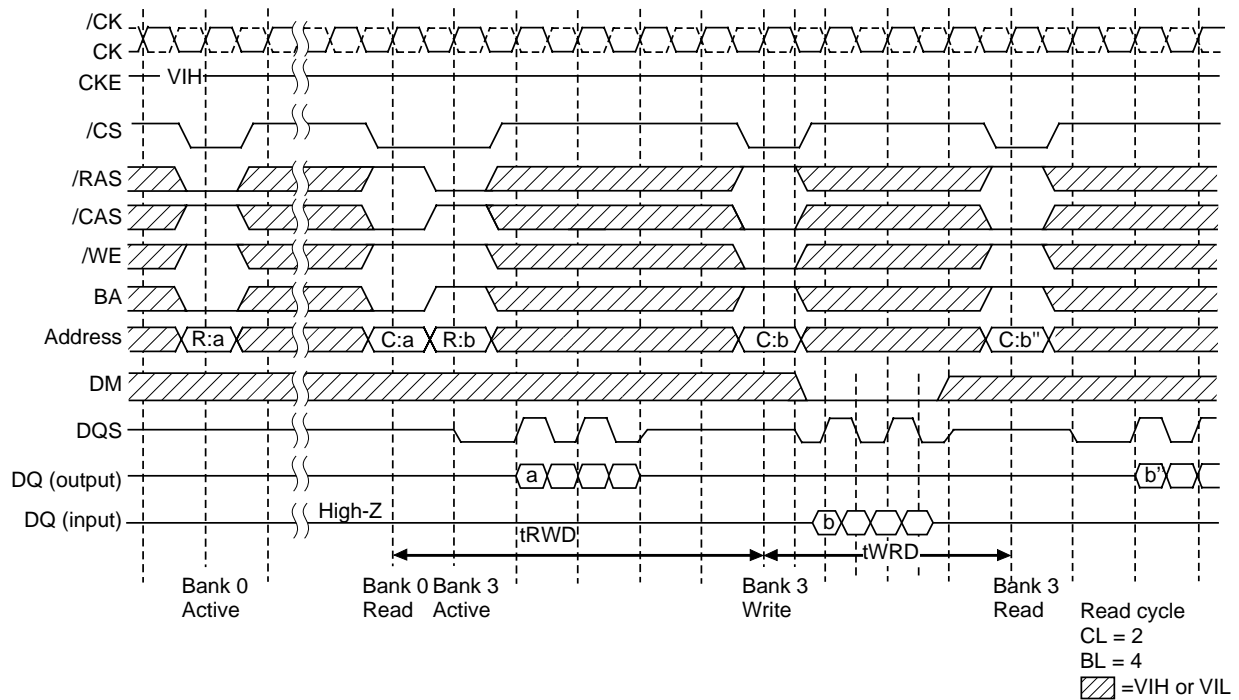 /CK
CK
CKE
VIH
/CS
/RAS
/CAS
/WE
BA
Address
R:a
C:a
R:b
C:b
C:b"
DM
DQS
DQ (output)
a
b"
DQ (input)
High-Z
b
tRWD
tWRD
Bank 0
Active
Bank 0
Read
Bank 3
Active
Bank 3
Write
Bank 3
Read
Read cycle
CL = 2
BL = 4
=VIH or VIL